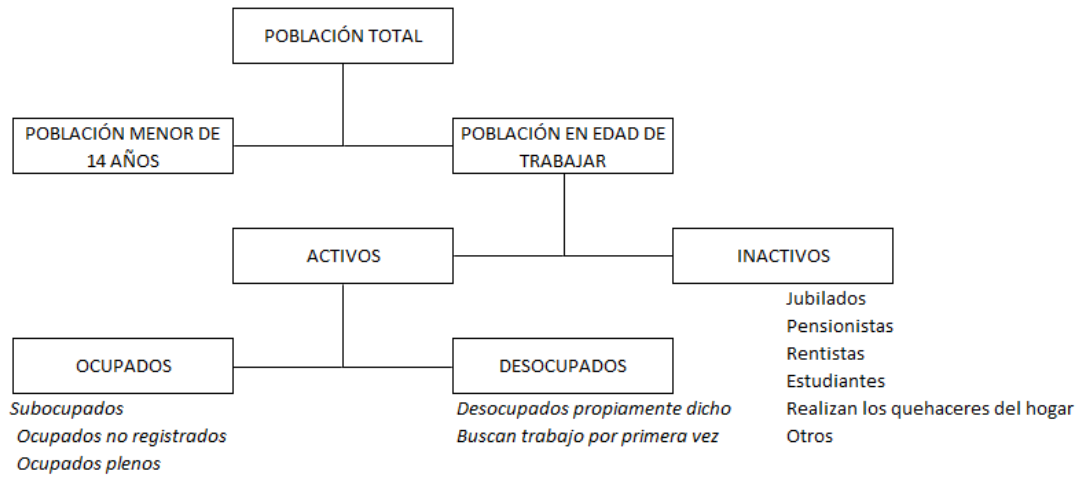 POBLACIÓN TOTAL
POBLACIÓN MENOR DE
14 AÑOS
POBLACIÓN EN EDAD DE
TRABAJAR
ACTIVOS
INACTIVOS
Jubilados
Pensionistas
Rentistas
Estudiantes
Realizan los quehaceres del hogar
Otros
OCUPADOS
Subocupados
Ocupados no registrados
Ocupados plenos
DESOCUPADOS
Desocupados propiamente dicho
Buscan trabajo por primera vez